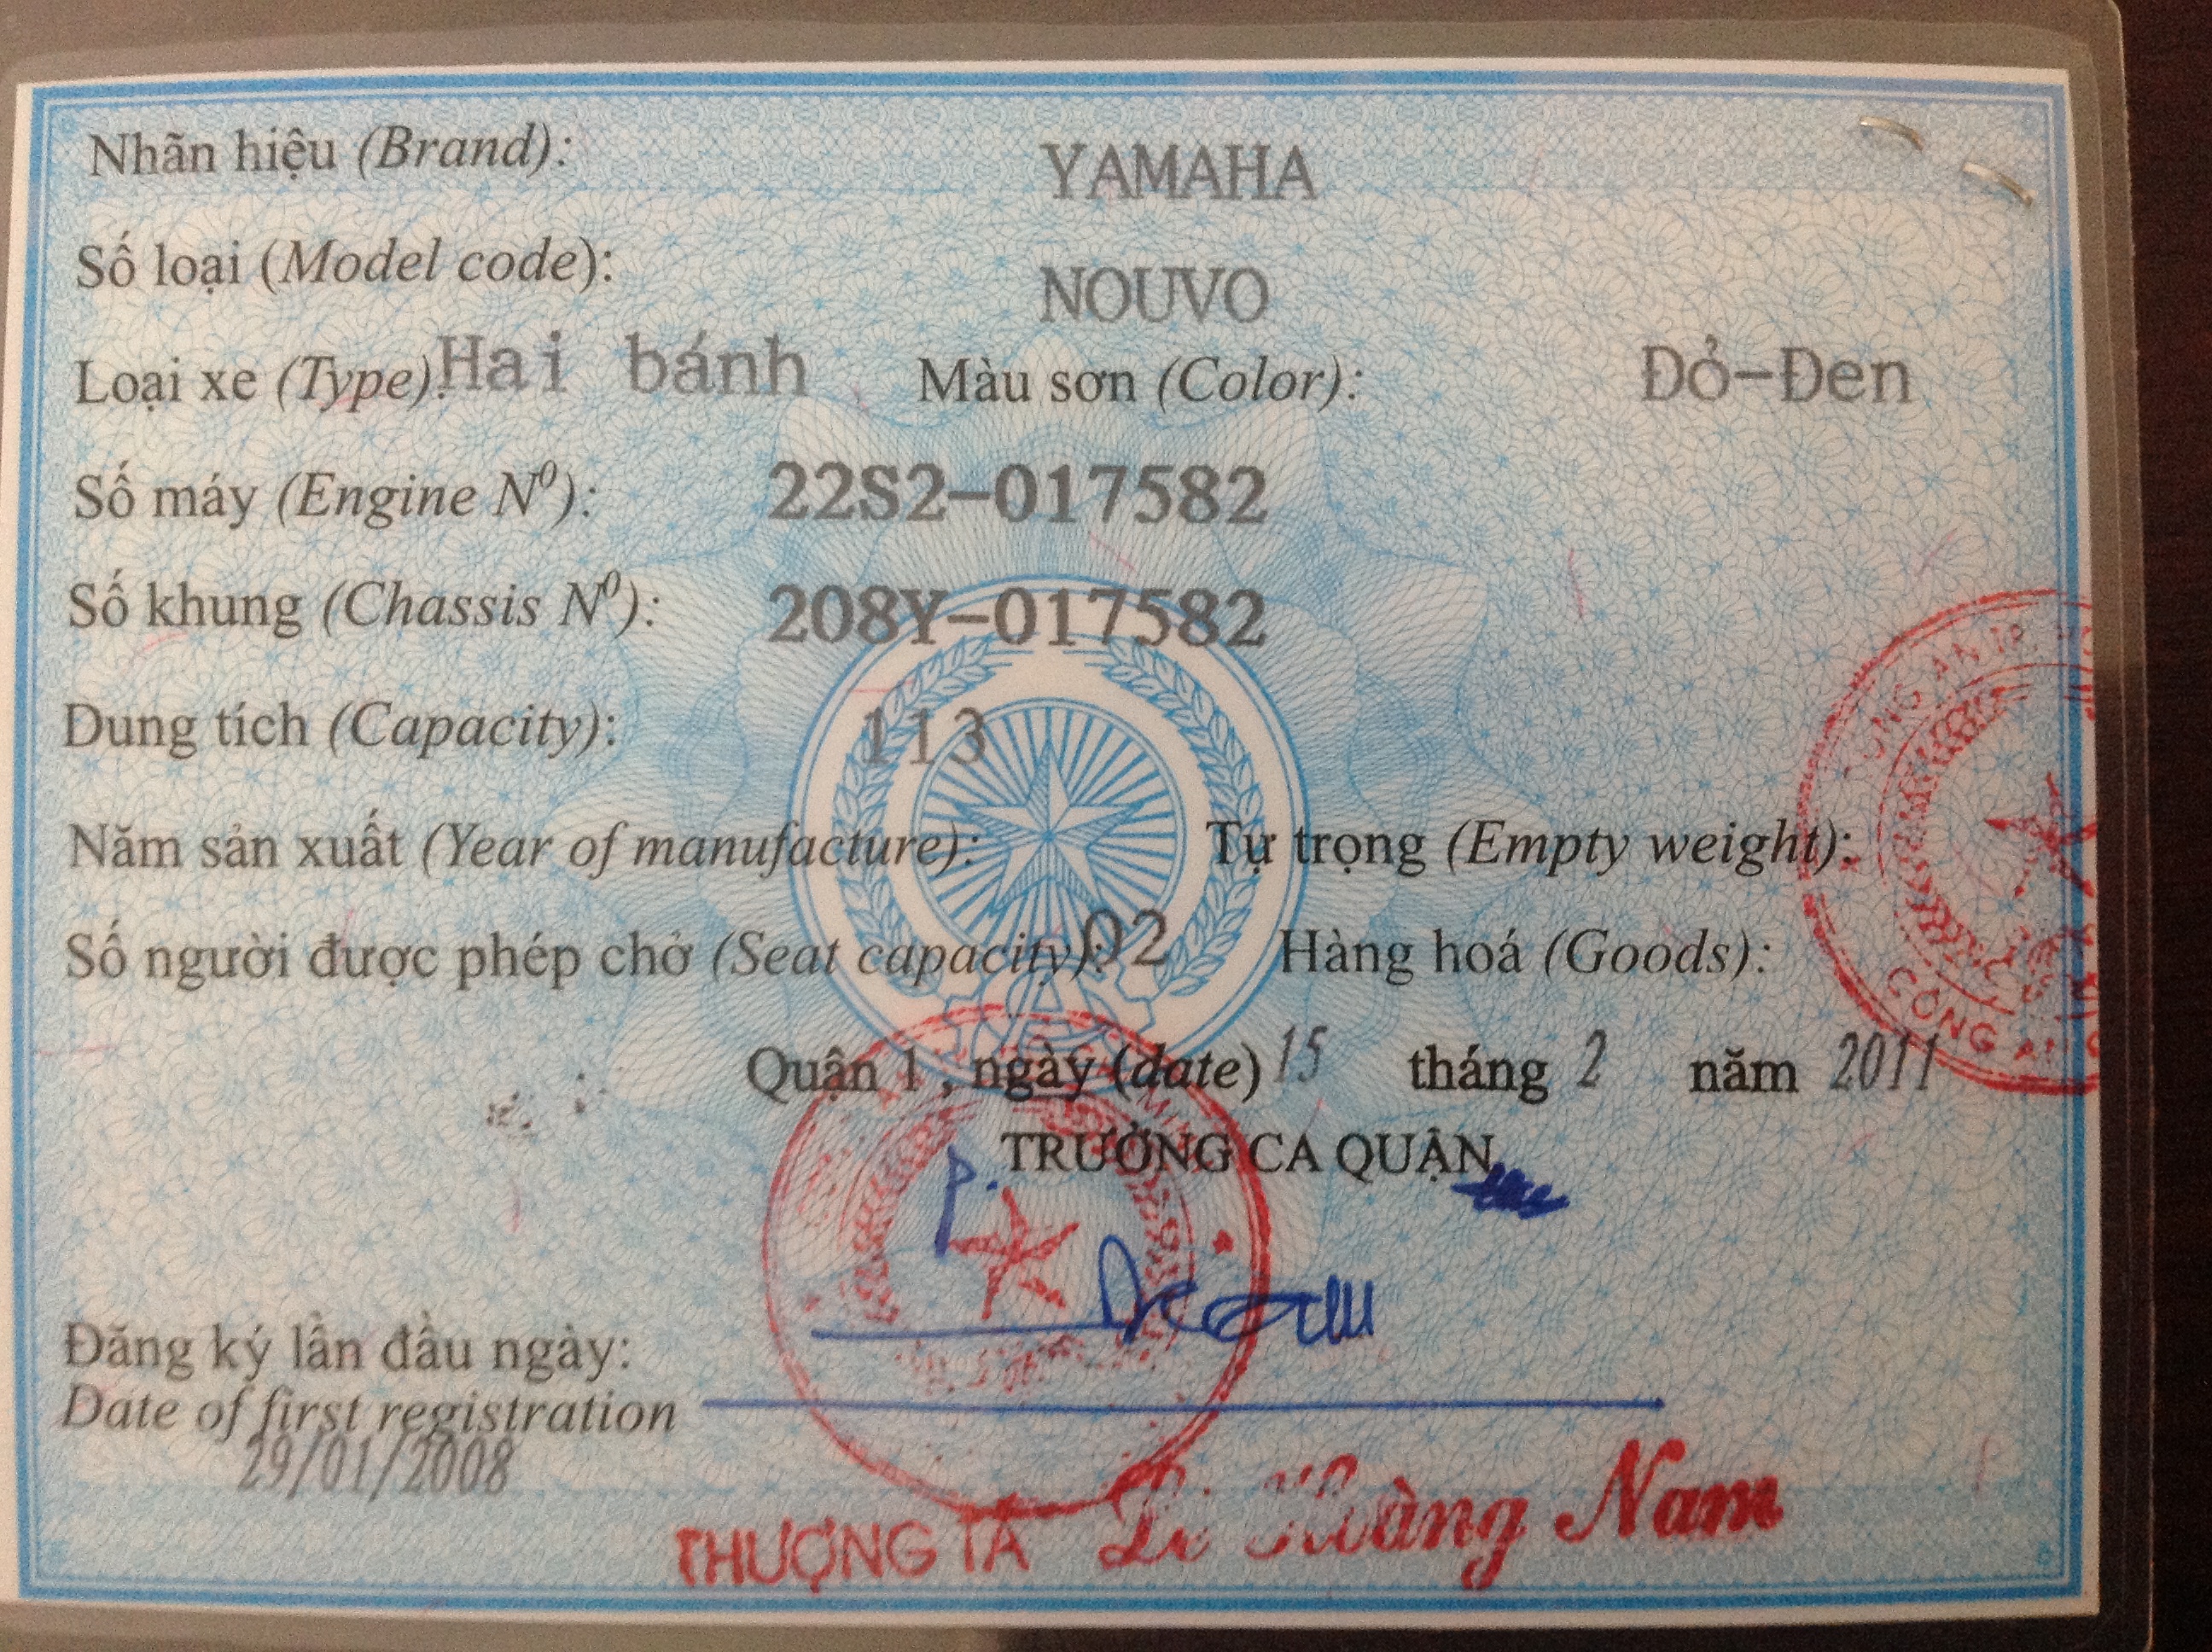 Nhãn hiệu (Brand): YAMAHA
Số loại (Model code): NOUVO
Loại xe (Type): Hai bánh Màu sơn (Color): Đỏ-Đen
Số máy (Engine Nº): 22S2-017582
Số khung (Chassis Nº): 208Y-017582
Dung tích (Capacity): 113
Năm sản xuất (Year of manufacture): Tự trọng (Empty weight):
Số người được phép chở (Seat capacity): 02 Hàng hoá (Goods):
Quận 1, ngày (date) 15 tháng 2 năm 2011
TRƯỞNG CA QUẬN
P.
Đăng ký lần đầu ngày:
Date of first registration
29/01/2008
THƯỢNG TÁ Hoàng Nam
CÔNG AN